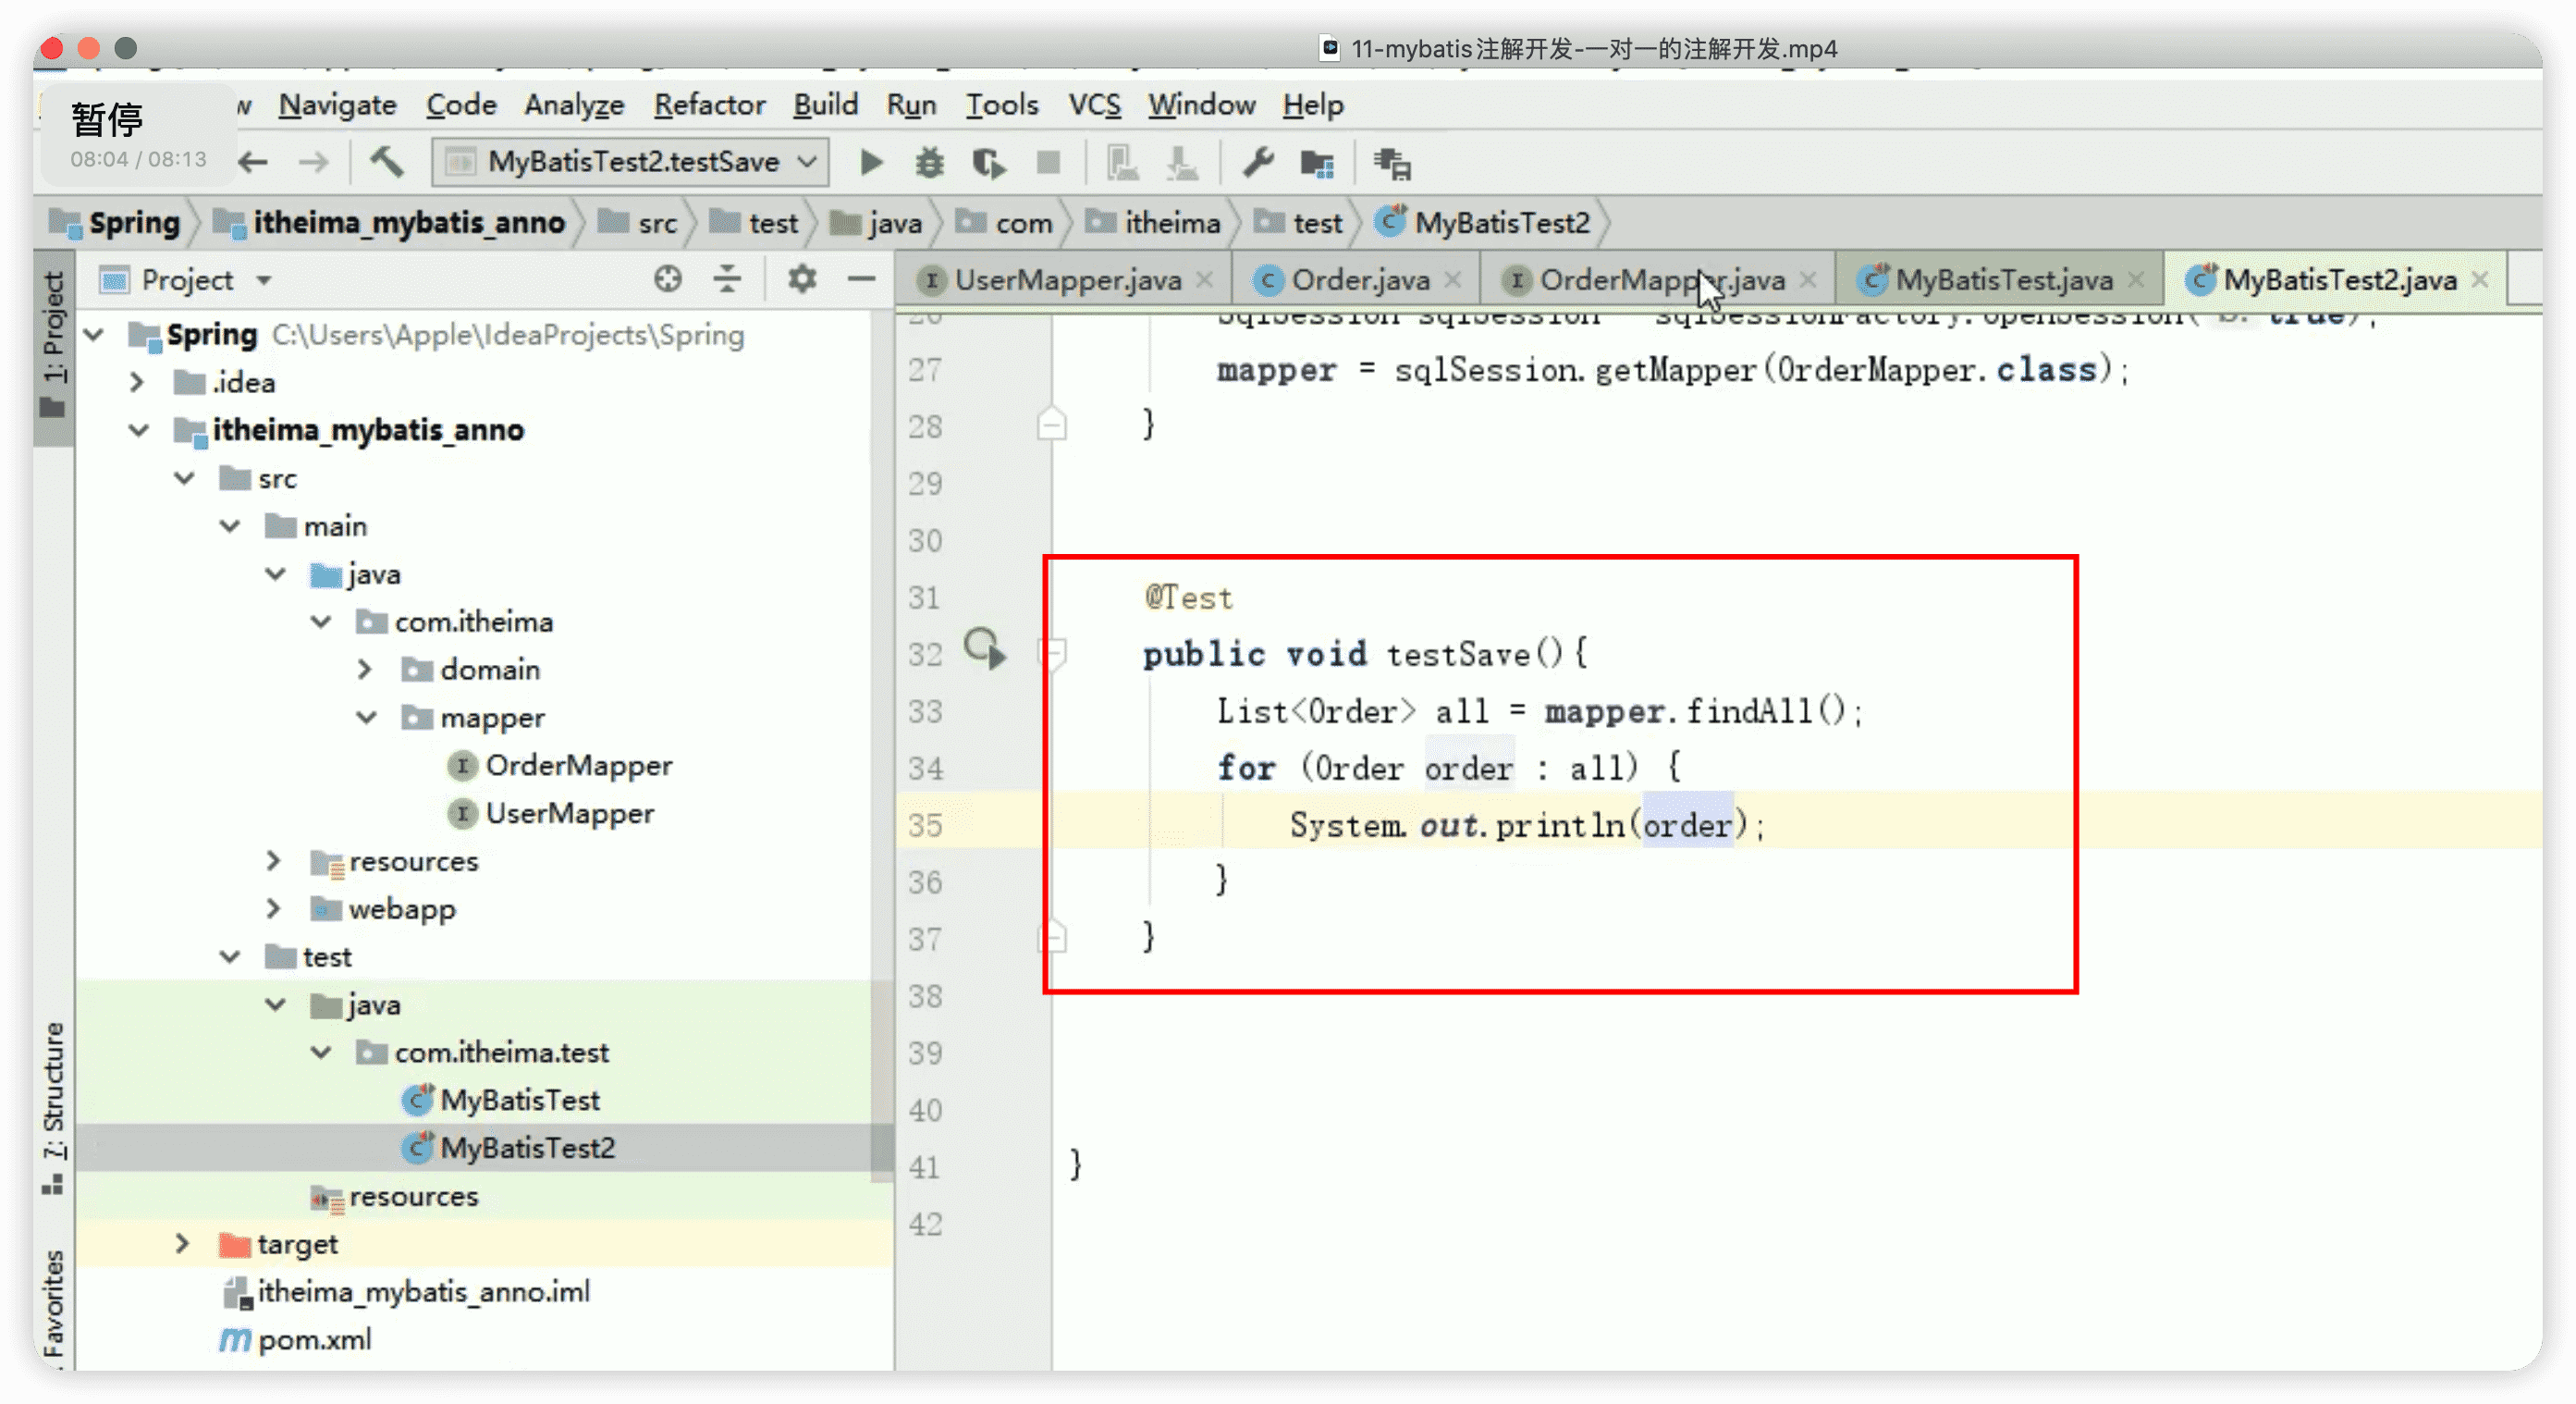 11-mybatis注解开发-一对一的注解开发.mp4
暂停
08:04 / 08:13
w Navigate Code Analyze Refactor Build Run Tools VCS Window Help
MyBatisTest2.testSave
Spring itheima_mybatis_anno src test java com itheima test MyBatisTest2
1: Project
Project
UserMapper.java Order.java OrderMapper.java MyBatisTest.java MyBatisTest2.java
Spring C:\Users\Apple\IdeaProjects\Spring
.idea
itheima_mybatis_anno
src
main
java
com.itheima
domain
mapper
OrderMapper
UserMapper
resources
webapp
test
java
com.itheima.test
MyBatisTest
MyBatisTest2
resources
target
itheima_mybatis_anno.iml
pom.xml
7: Structure
Favorites
27 mapper = sqlSession.getMapper(OrderMapper.class);
28 }
29
30
31 @Test
32 public void testSave(){
33 List<Order> all = mapper.findAll();
34 for (Order order : all) {
35 System.out.println(order);
36 }
37 }
38
39
40
41 }
42